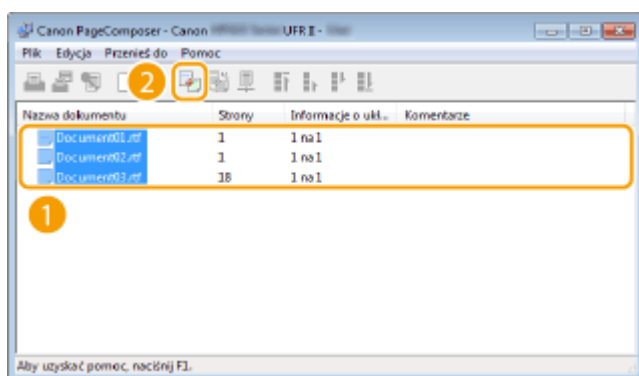 Canon PageComposer - Canon UFR II -
Plik Edycja Przenieś do Pomoc
2
Nazwa dokumentu Strony Informacje o ukł... Komentarze
Document01.rtf 1 1 na 1
Document02.rtf 1 1 na 1
Document03.rtf 18 1 na 1
1
Aby uzyskać pomoc, naciśnij F1.